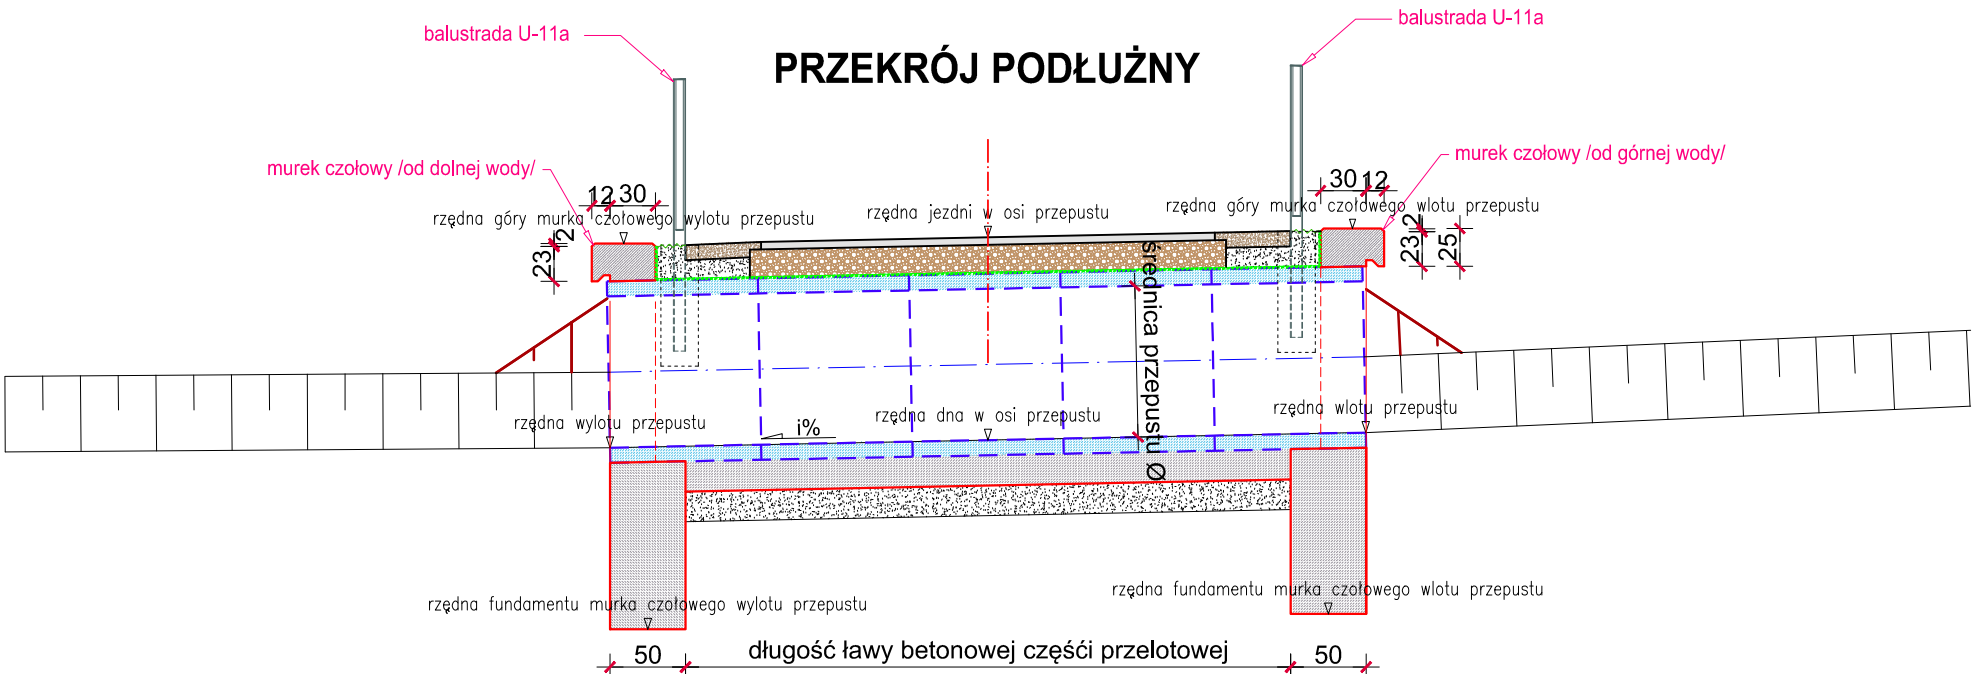 balustrada U-11a
balustrada U-11a
PRZEKRÓJ PODŁUŻNY
murek czołowy /od dolnej wody/
murek czołowy /od górnej wody/
12 30
30 12
rzędna góry murka czołowego wylotu przepustu
rzędna jezdni w osi przepustu
rzędna góry murka czołowego wlotu przepustu
2
23
2
23
25
średnica przepustu Ø
rzędna wylotu przepustu
i%
rzędna dna w osi przepustu
rzędna wlotu przepustu
rzędna fundamentu murka czołowego wylotu przepustu
rzędna fundamentu murka czołowego wlotu przepustu
50
długość ławy betonowej częśći przelotowej
50